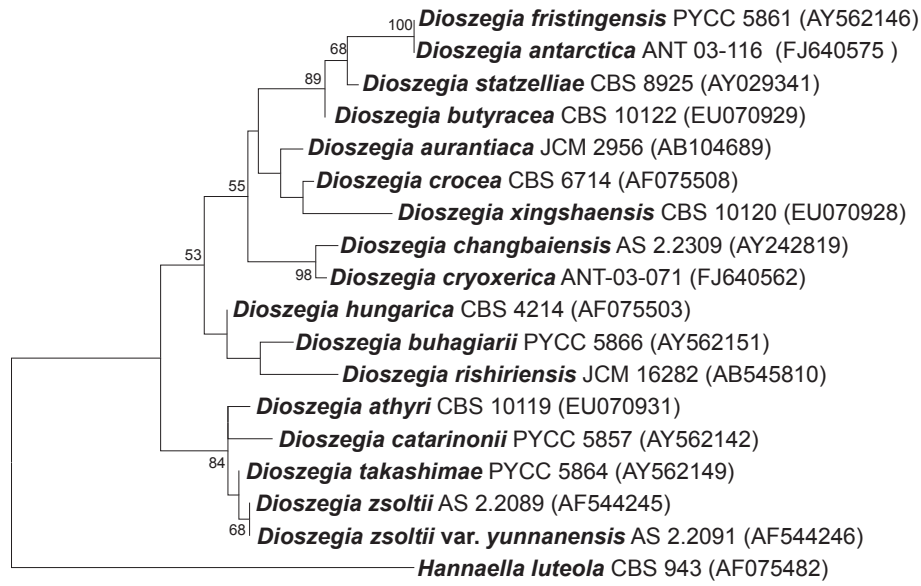 100 Dioszegia fristingensis PYCC 5861 (AY562146)
Dioszegia antarctica ANT 03-116 (FJ640575 )
68 Dioszegia statzelliae CBS 8925 (AY029341)
89 Dioszegia butyracea CBS 10122 (EU070929)
Dioszegia aurantiaca JCM 2956 (AB104689)
Dioszegia crocea CBS 6714 (AF075508)
55 Dioszegia xingshaensis CBS 10120 (EU070928)
Dioszegia changbaiensis AS 2.2309 (AY242819)
98 Dioszegia cryoxerica ANT-03-071 (FJ640562)
53 Dioszegia hungarica CBS 4214 (AF075503)
Dioszegia buhagiarii PYCC 5866 (AY562151)
Dioszegia rishiriensis JCM 16282 (AB545810)
Dioszegia athyri CBS 10119 (EU070931)
Dioszegia catarinonii PYCC 5857 (AY562142)
84 Dioszegia takashimae PYCC 5864 (AY562149)
Dioszegia zsoltii AS 2.2089 (AF544245)
68 Dioszegia zsoltii var. yunnanensis AS 2.2091 (AF544246)
Hannaella luteola CBS 943 (AF075482)